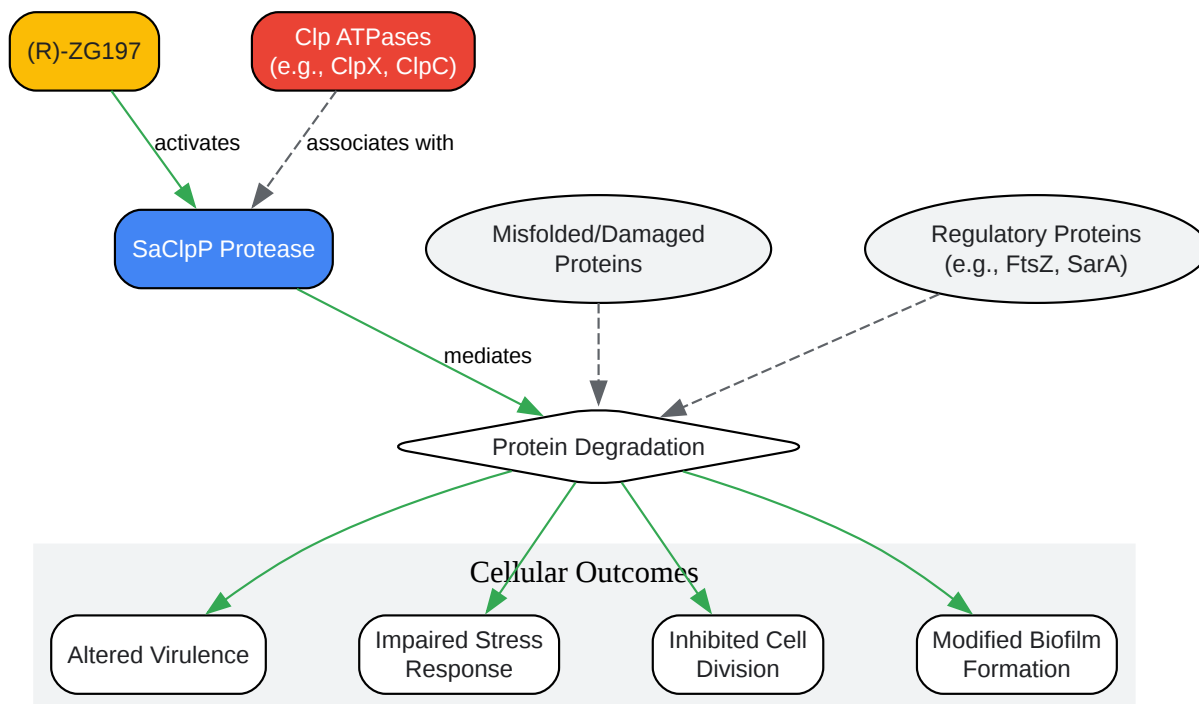 (R)-ZG197
Clp ATPases
(e.g., ClpX, ClpC)
activates
associates with
SaClpP Protease
Misfolded/Damaged
Proteins
Regulatory Proteins
(e.g., FtsZ, SarA)
mediates
Protein Degradation
Cellular Outcomes
Altered Virulence
Impaired Stress
Response
Inhibited Cell
Division
Modified Biofilm
Formation